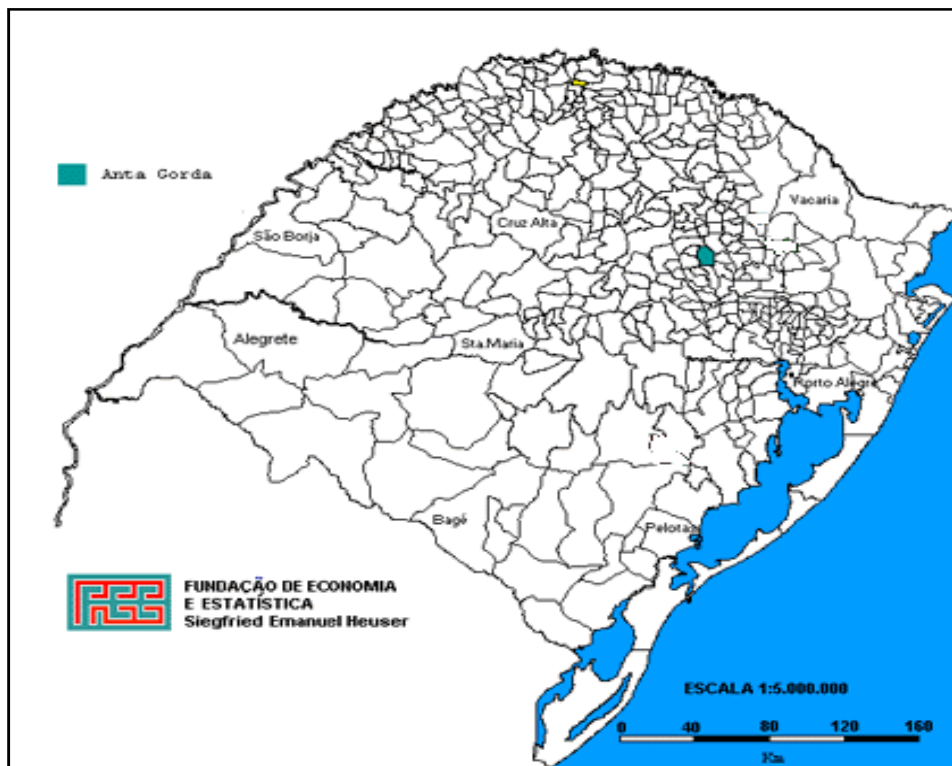 Anta Gorda
Vacaria
Cruz Alta
São Borja
Alegrete
Sta.Maria
Porto Alegre
Bagé
Pelotas
FUNDAÇÃO DE ECONOMIA
E ESTATÍSTICA
Siegfried Emanuel Heuser
FEE
ESCALA 1:5.000.000
0 40 80 120 160
Km